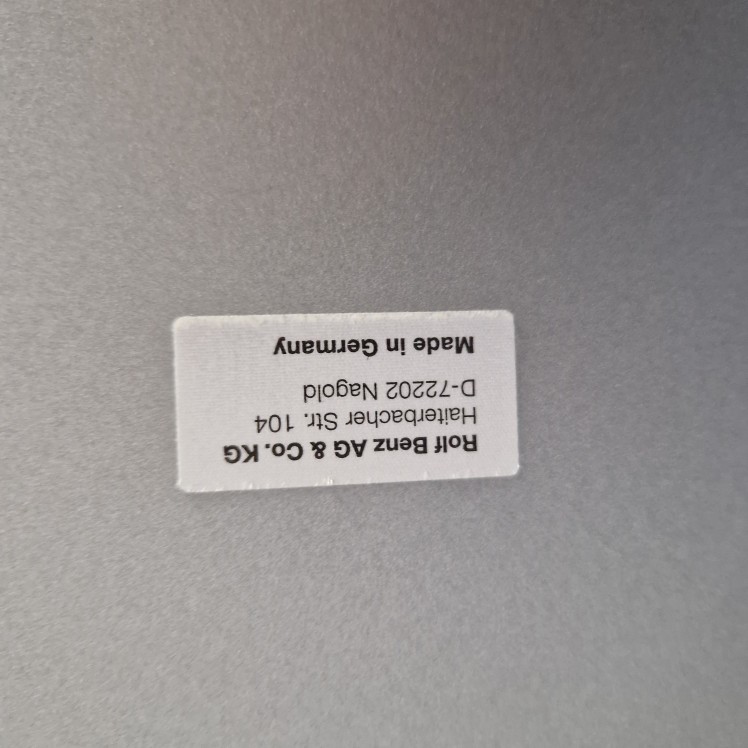 Rolf Benz AG & Co. KG
Haiterbacher Str. 104
D-72202 Nagold
Made in Germany